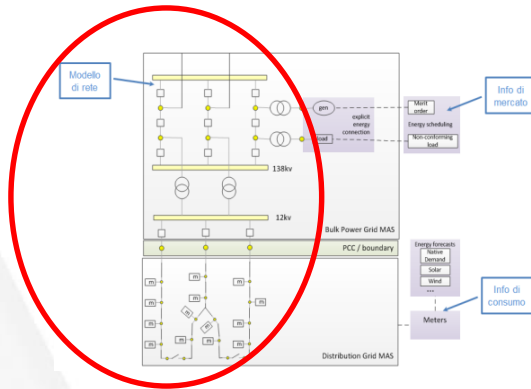 Modello
di rete
gen
load
explicit
energy
connection
Merit
order
Energy scheduling
Non-conforming
load
Info di
mercato
138kv
12kv
Bulk Power Grid MAS
PCC / boundary
Energy forecasts
Native
Demand
Solar
Wind
...
Meters
Info di
consumo
m
m
m
m
m
m
m
m
m
m
m
m
m
Distribution Grid MAS